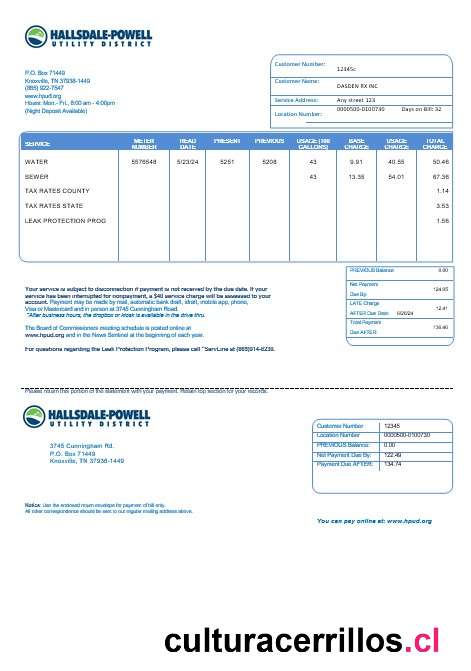 HALLSDALE-POWELL
UTILITY DISTRICT
P.O. Box 71449
Knoxville, TN 37938-1449
(865) 922-7547
www.hpud.org
Hours: Mon.- Fri., 8:00 am - 4:00pm
(Night Deposit Available)
Customer Number:
12345c
Customer Name:
DASDEN RX INC
Service Address: Any street 123
Location Number: 0000500-0100730 Days on Bill: 32
SERVICE METER NUMBER READ DATE PRESENT PREVIOUS USAGE (100 GALLONS) BASE CHARGE USAGE CHARGE TOTAL CHARGE
WATER 5576548 5/23/24 5251 5208 43 9.91 40.55 50.46
SEWER 43 13.35 54.01 67.36
TAX RATES COUNTY 1.14
TAX RATES STATE 3.53
LEAK PROTECTION PROG 1.56
PREVIOUS Balance 0.00
Net Payment
Due By: 124.05
LATE Charge 12.41
AFTER Due Date:
Total Payment
Due AFTER: 136.46
Your service is subject to disconnection if payment is not received by the due date. If your
service has been interrupted for nonpayment, a $40 service charge will be assessed to your
account. Payment may be made by mail, automatic bank draft, draft, mobile app, phone,
Visa or Mastercard and in person at 3745 Cunningham Road.
*After business hours, the dropbox or kiosk is available in the drive thru.
The Board of Commissioners meeting schedule is posted online at
www.hpud.org and in the News Sentinel at the beginning of each year.
For questions regarding the Leak Protection Program, please call ServLine at (865)914-8239.
Please return this portion of the statement with your payment. Retain top section for your records.
HALLSDALE-POWELL
UTILITY DISTRICT
3745 Cunningham Rd.
P.O. Box 71449
Knoxville, TN 37938-1449
Customer Number 12345
Location Number 0000500-0100730
PREVIOUS Balance: 0.00
Net Payment Due By: 122.49
Payment Due AFTER: 134.74
Notice: Use the enclosed return envelope for payment of bill only.
All other correspondence should be sent to our regular mailing address above.
You can pay online at: www.hpud.org
culturacerrillos.cl